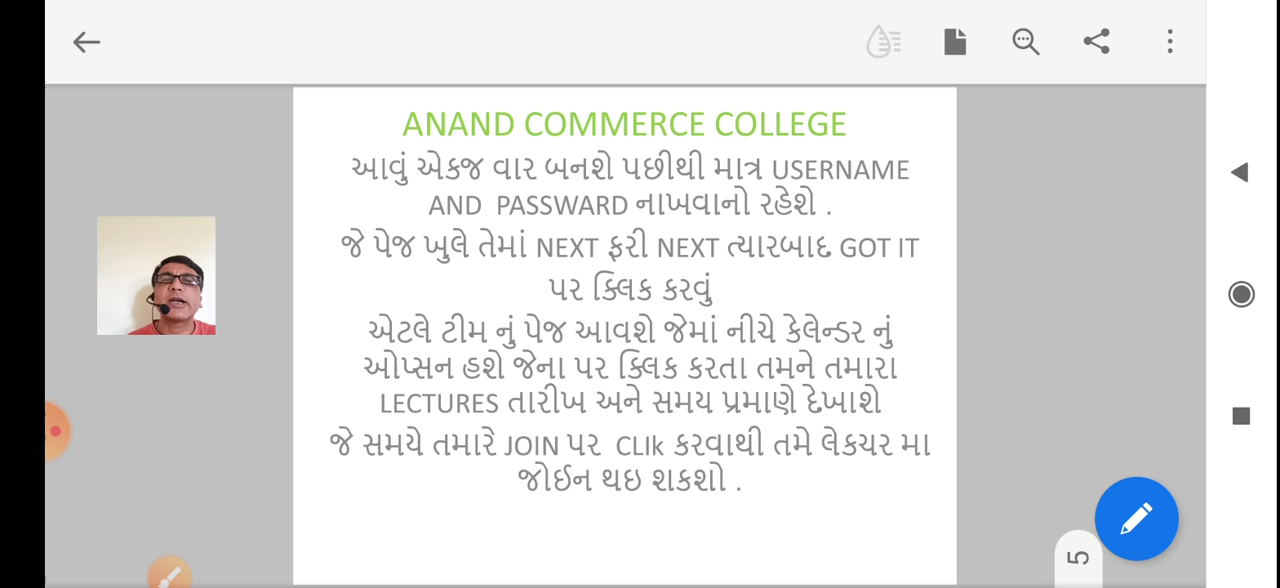 ANAND COMMERCE COLLEGE
આવું એકજ વાર બનશે પછીથી માત્ર USERNAME
AND PASSWARD નાખવાનો રહેશે .
જે પેજ ખુલે તેમાં NEXT ફરી NEXT ત્યારબાદ GOT IT
પર ક્લિક કરવું
એટલે ટીમ નું પેજ આવશે જેમાં નીચે કેલેન્ડર નું
ઓપ્સન હશે જેના પર ક્લિક કરતા તમને તમારા
LECTURES તારીખ અને સમય પ્રમાણે દેખાશે
જે સમયે તમારે JOIN પર CLIk કરવાથી તમે લેકચર મા
જોઈન થઇ શકશો .
5